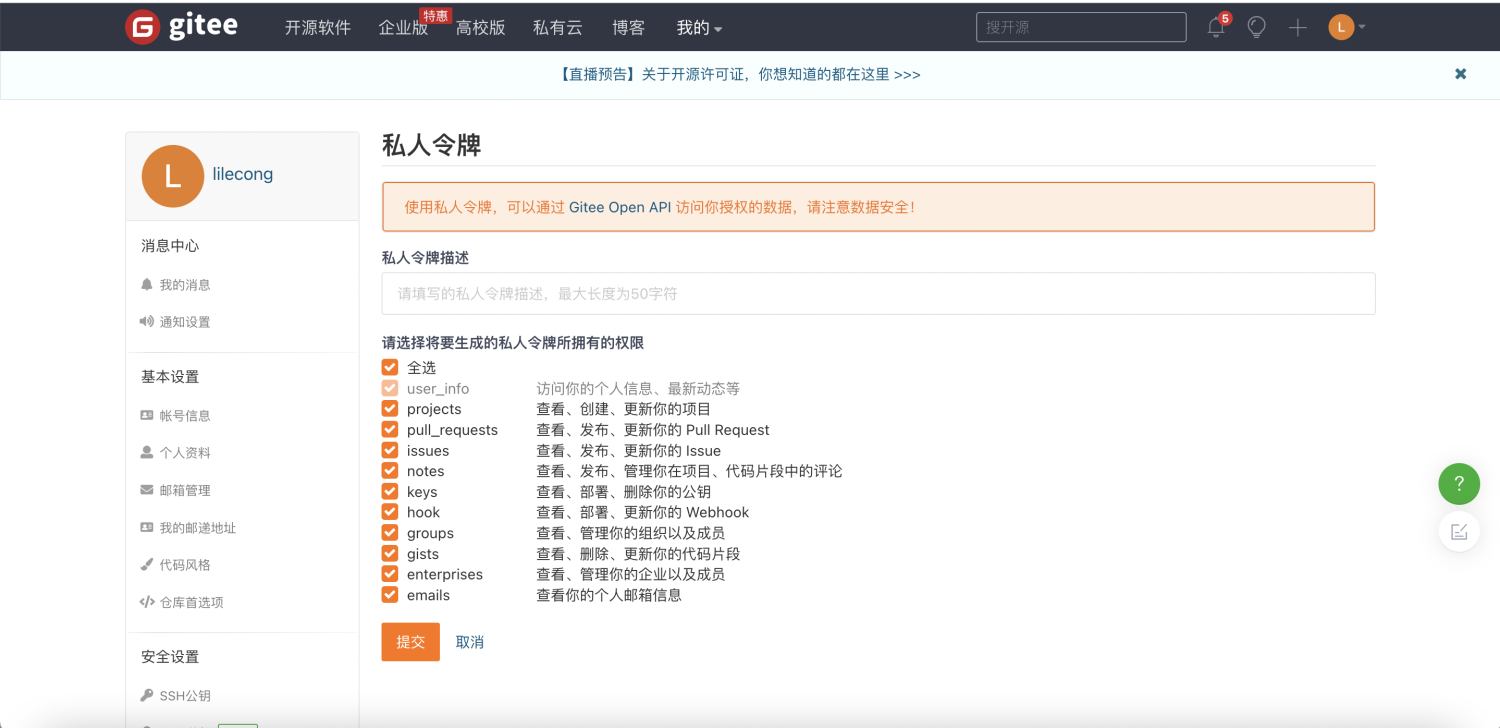 gitee
开源软件 企业版 特惠 高校版 私有云 博客 我的 搜开源 5 L
【直播预告】关于开源许可证，你想知道的都在这里 >>>
L lilecong
消息中心
我的消息
通知设置
基本设置
帐号信息
个人资料
邮箱管理
我的邮递地址
代码风格
仓库首选项
安全设置
SSH公钥
私人令牌
使用私人令牌，可以通过 Gitee Open API 访问你授权的数据，请注意数据安全！
私人令牌描述
请填写的私人令牌描述，最大长度为50字符
请选择将要生成的私人令牌所拥有的权限
全选
user_info 访问你的个人信息、最新动态等
projects 查看、创建、更新你的项目
pull_requests 查看、发布、更新你的 Pull Request
issues 查看、发布、更新你的 Issue
notes 查看、发布、管理你在项目、代码片段中的评论
keys 查看、部署、删除你的公钥
hook 查看、部署、更新你的 Webhook
groups 查看、管理你的组织以及成员
gists 查看、删除、更新你的代码片段
enterprises 查看、管理你的企业以及成员
emails 查看你的个人邮箱信息
提交 取消
?